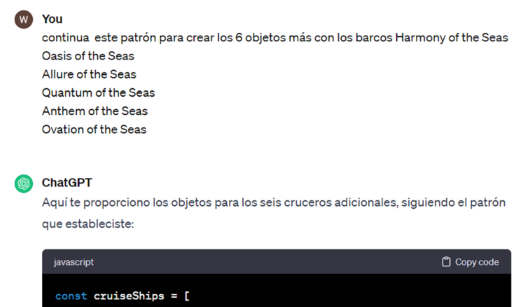 W You
continua  este patrón para crear los 6 objetos más con los barcos Harmony of the Seas
Oasis of the Seas
Allure of the Seas
Quantum of the Seas
Anthem of the Seas
Ovation of the Seas
ChatGPT
Aquí te proporciono los objetos para los seis cruceros adicionales, siguiendo el patrón
que estableciste:
javascript Copy code
const cruiseShips = [